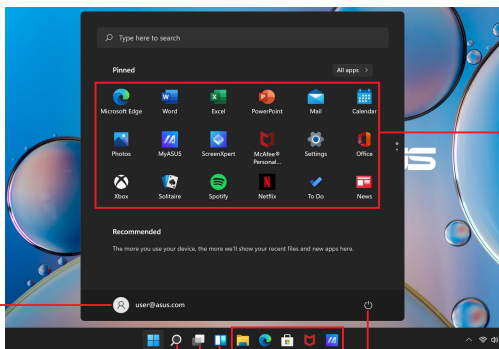 Type here to search
Pinned
All apps >
Microsoft Edge Word Excel PowerPoint Mail Calendar
Photos MyASUS ScreenXpert McAfee® Personal... Settings Office
Xbox Solitaire Spotify Netflix To Do News
Recommended
The more you use your device, the more we'll show your recent files and new apps here.
user@asus.com